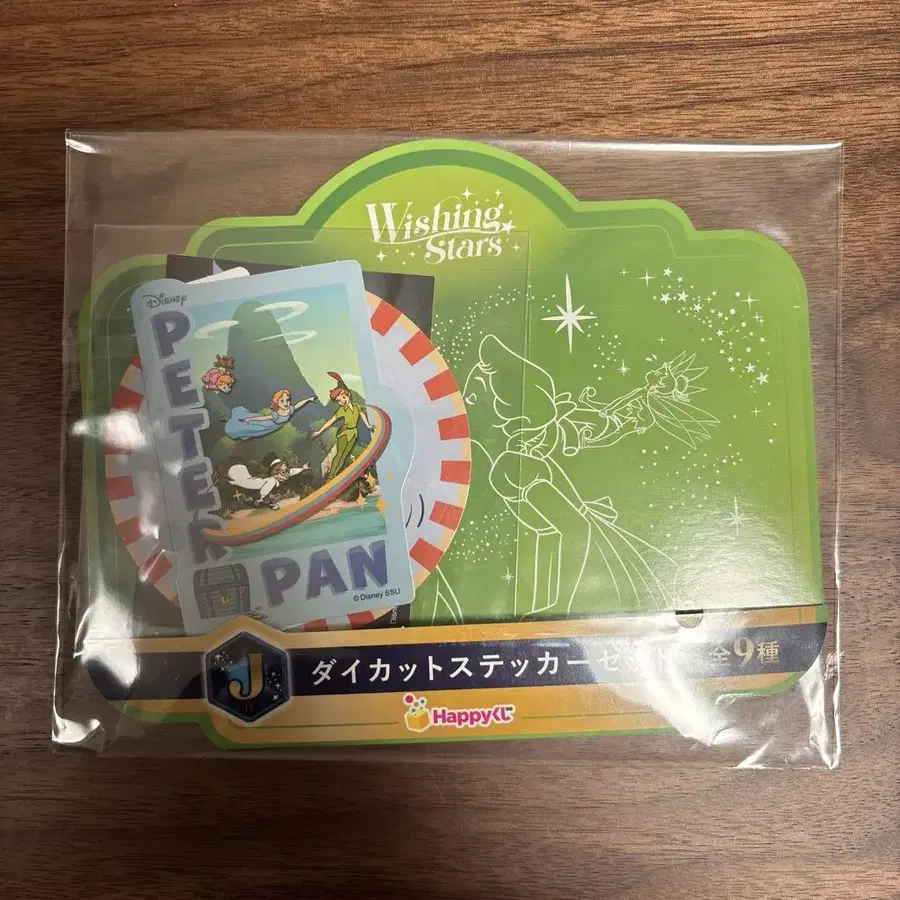 Wishing
Stars
Disney
PETER
PAN
© Disney BSU
J
ダイカットステッカーセット 全9種
Happyくじ